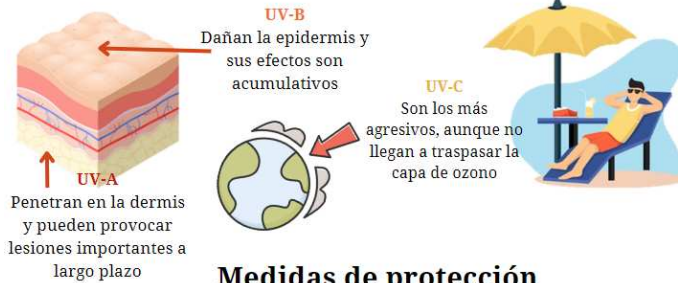 UV-B
Dañan la epidermis y
sus efectos son
acumulativos
UV-C
Son los más
agresivos, aunque no
llegan a traspasar la
capa de ozono
UV-A
Penetran en la dermis
y pueden provocar
lesiones importantes a
largo plazo
Medidas de protección